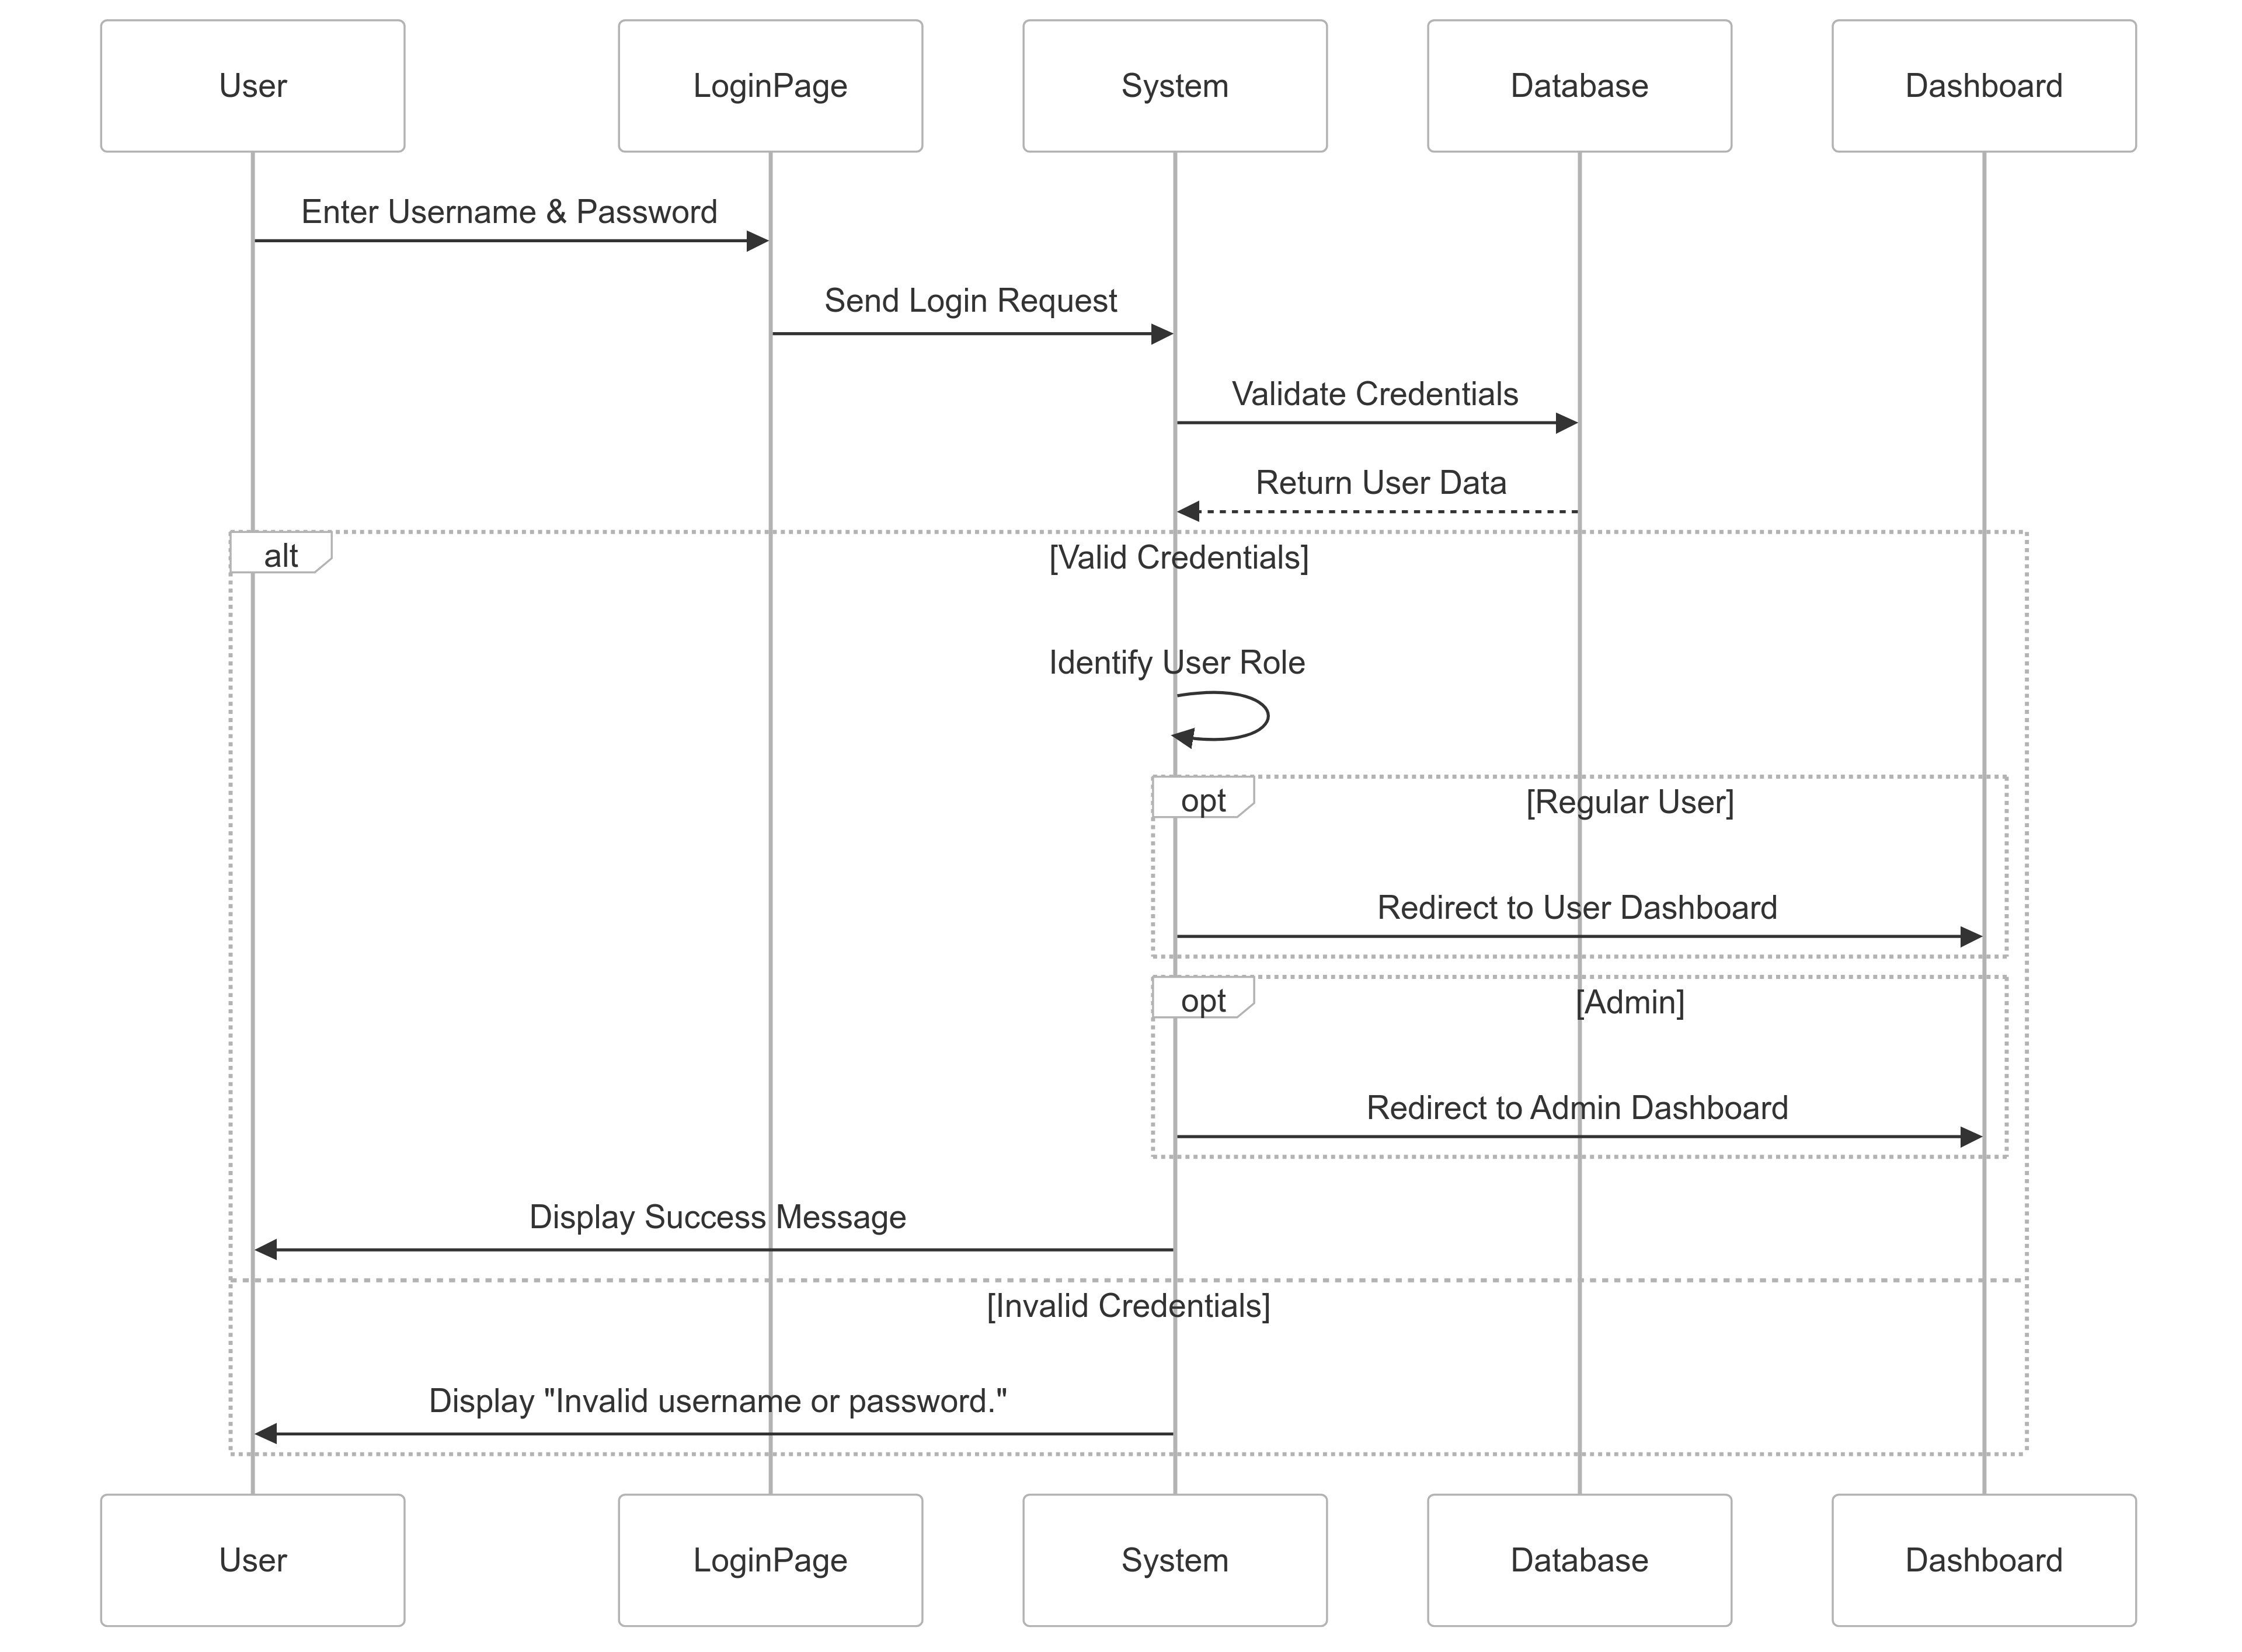 User
LoginPage
System
Database
Dashboard
Enter Username & Password
Send Login Request
Validate Credentials
Return User Data
alt
[Valid Credentials]
Identify User Role
opt
[Regular User]
Redirect to User Dashboard
opt
[Admin]
Redirect to Admin Dashboard
Display Success Message
[Invalid Credentials]
Display "Invalid username or password."
User
LoginPage
System
Database
Dashboard